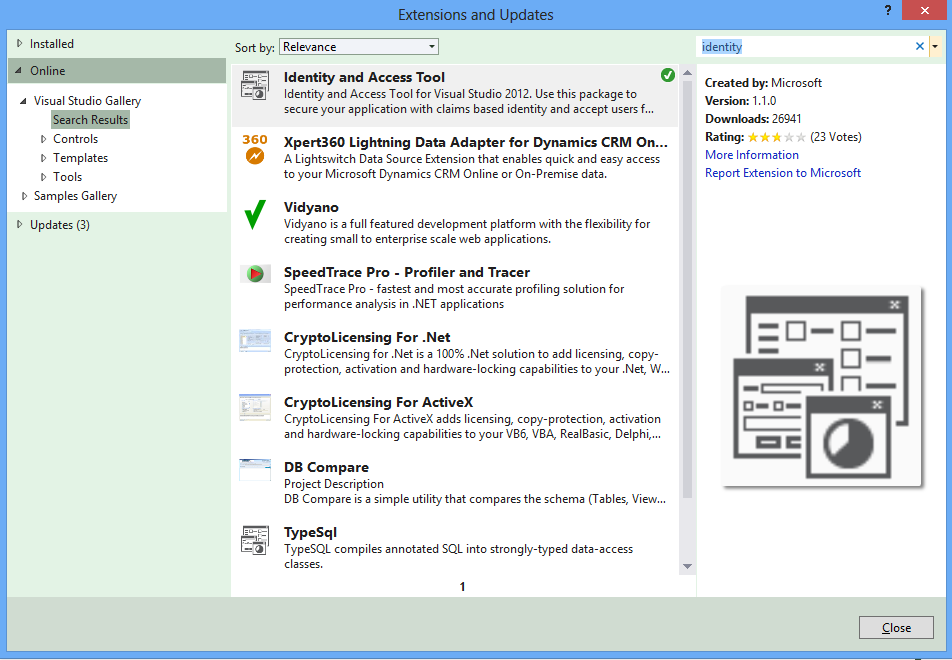 Extensions and Updates
?
Installed
Online
Visual Studio Gallery
Search Results
Controls
Templates
Tools
Samples Gallery
Updates (3)
Sort by: Relevance
Identity and Access Tool
Identity and Access Tool for Visual Studio 2012. Use this package to
secure your application with claims based identity and accept users f...
360
Xpert360 Lightning Data Adapter for Dynamics CRM On...
A Lightswitch Data Source Extension that enables quick and easy access
to your Microsoft Dynamics CRM Online or On-Premise data.
Vidyano
Vidyano is a full featured development platform with the flexibility for
creating small to enterprise scale web applications.
SpeedTrace Pro - Profiler and Tracer
SpeedTrace Pro - fastest and most accurate profiling solution for
performance analysis in .NET applications
CryptoLicensing For .Net
CryptoLicensing for .Net is a 100% .Net solution to add licensing, copy-
protection, activation and hardware-locking capabilities to your .Net, W...
CryptoLicensing For ActiveX
CryptoLicensing For ActiveX adds licensing, copy-protection, activation
and hardware-locking capabilities to your VB6, VBA, RealBasic, Delphi,...
DB Compare
Project Description
DB Compare is a simple utility that compares the schema (Tables, View...
TypeSql
TypeSQL compiles annotated SQL into strongly-typed data-access
classes.
1
identity
Created by: Microsoft
Version: 1.1.0
Downloads: 26941
Rating: (23 Votes)
More Information
Report Extension to Microsoft
Close